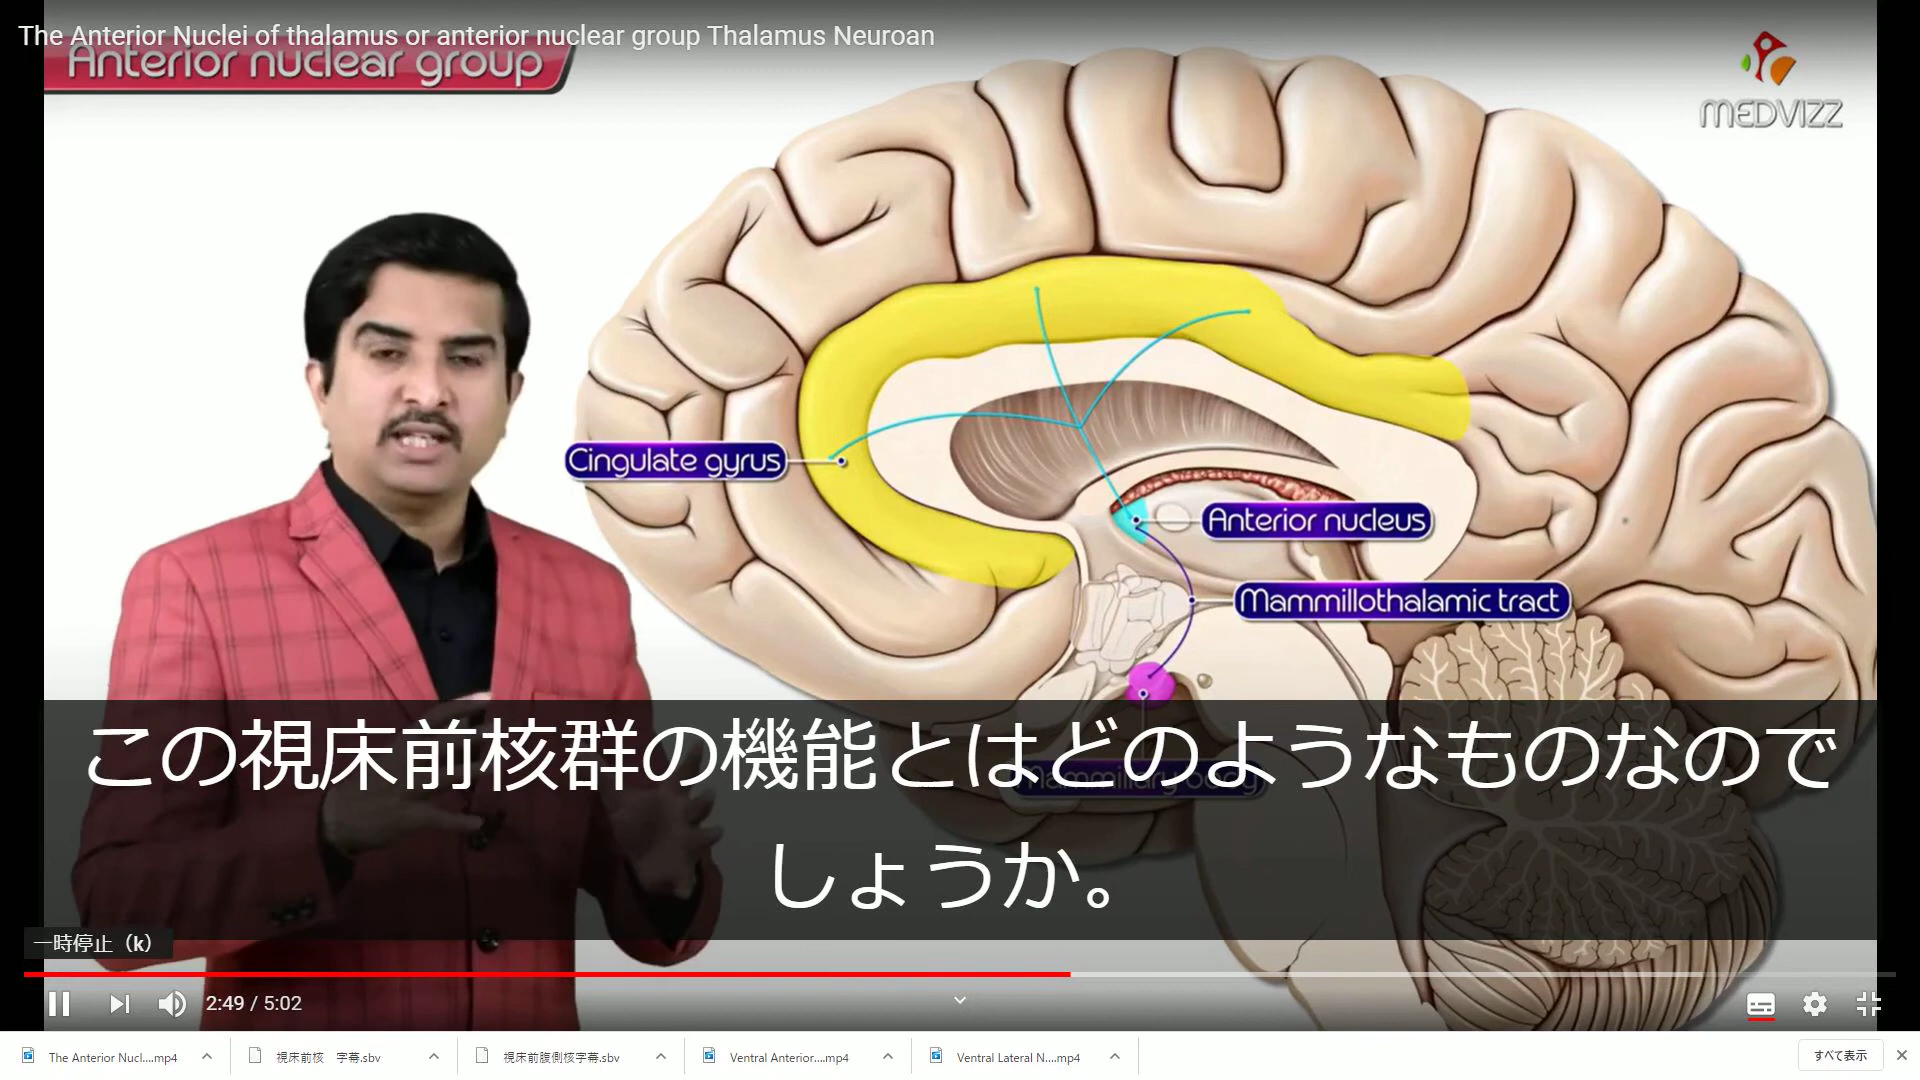 The Anterior Nuclei of thalamus or anterior nuclear group Thalamus Neuroan
Anterior nuclear group
MEDVIZZ
Cingulate gyrus
Anterior nucleus
Mammillothalamic tract
Mammillary body
この視床前核群の機能とはどのようなものなので
しょうか。
一時停止（k）
2:49 / 5:02
The Anterior Nucl....mp4
視床前核　字幕.sbv
視床前腹側核字幕.sbv
Ventral Anterior....mp4
Ventral Lateral N....mp4
すべて表示